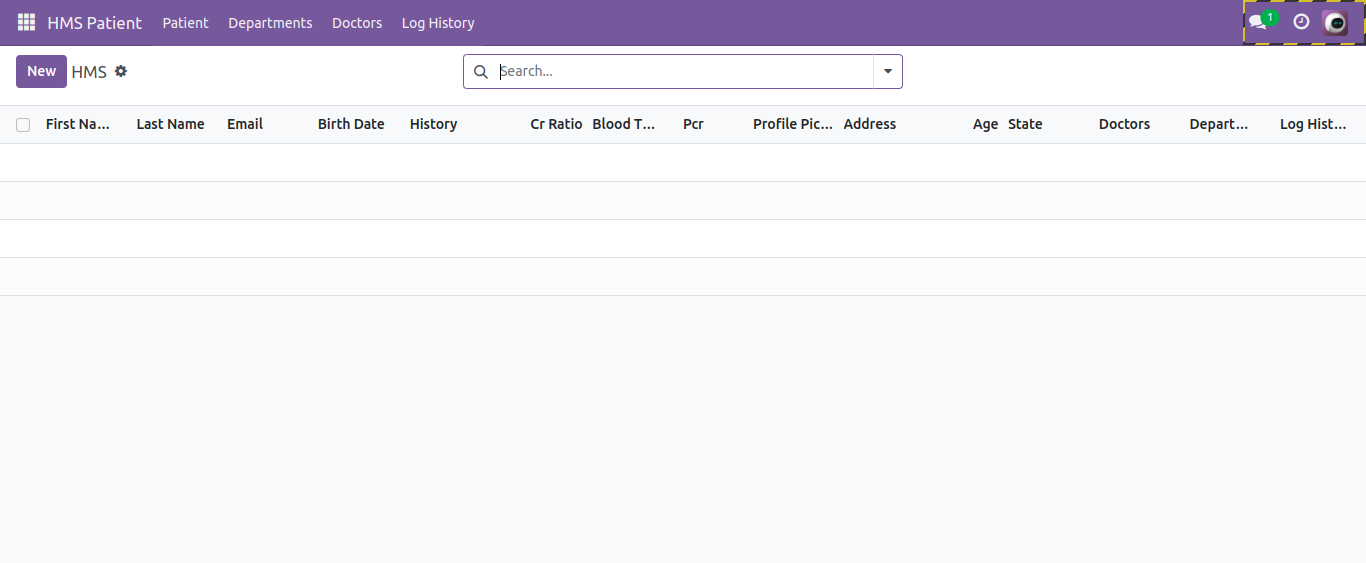 HMS Patient Patient Departments Doctors Log History 1
New HMS Search...
First Na... Last Name Email Birth Date History Cr Ratio Blood T... Pcr Profile Pic... Address Age State Doctors Depart... Log Hist...